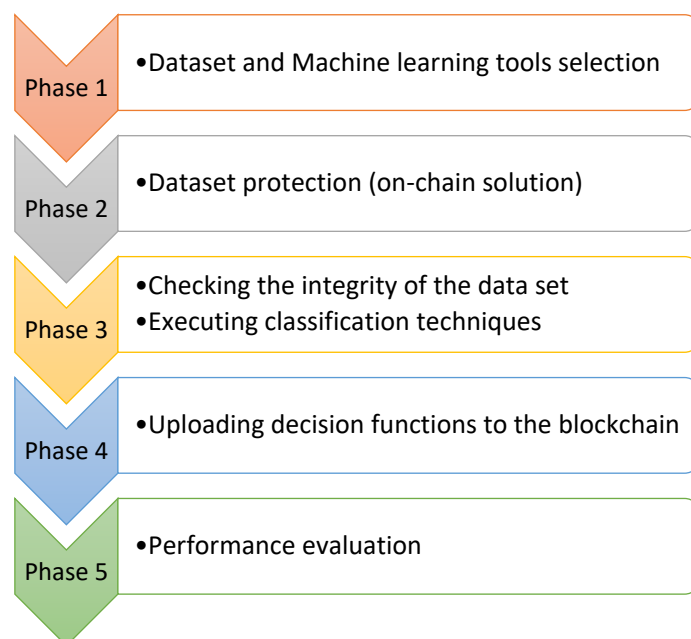 Phase 1
•Dataset and Machine learning tools selection
Phase 2
•Dataset protection (on-chain solution)
Phase 3
•Checking the integrity of the data set
•Executing classification techniques
Phase 4
•Uploading decision functions to the blockchain
Phase 5
•Performance evaluation